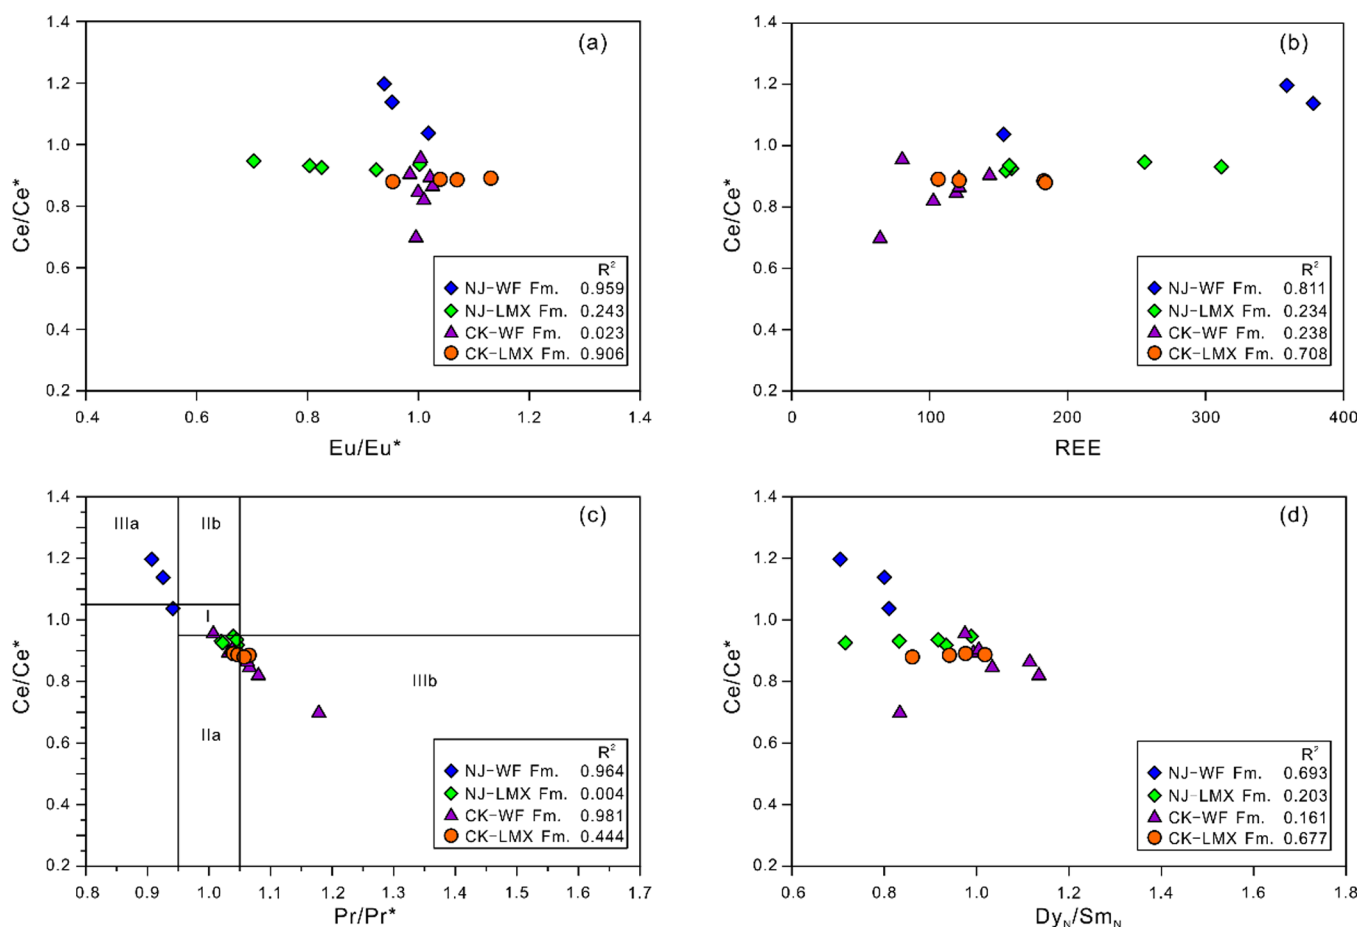 (a)
1.4
1.2
1.0
0.8
0.6
0.4
0.2
Ce/Ce*
R²
NJ-WF Fm. 0.959
NJ-LMX Fm. 0.243
CK-WF Fm. 0.023
CK-LMX Fm. 0.906
0.4 0.6 0.8 1.0 1.2 1.4
Eu/Eu*
(b)
1.4
1.2
1.0
0.8
0.6
0.4
0.2
Ce/Ce*
R²
NJ-WF Fm. 0.811
NJ-LMX Fm. 0.234
CK-WF Fm. 0.238
CK-LMX Fm. 0.708
0 100 200 300 400
REE
(c)
1.4
1.2
1.0
0.8
0.6
0.4
0.2
Ce/Ce*
IIIa IIb
I
IIIb
IIa
R²
NJ-WF Fm. 0.964
NJ-LMX Fm. 0.004
CK-WF Fm. 0.981
CK-LMX Fm. 0.444
0.8 0.9 1.0 1.1 1.2 1.3 1.4 1.5 1.6 1.7
Pr/Pr*
(d)
1.4
1.2
1.0
0.8
0.6
0.4
0.2
Ce/Ce*
R²
NJ-WF Fm. 0.693
NJ-LMX Fm. 0.203
CK-WF Fm. 0.161
CK-LMX Fm. 0.677
0.6 0.8 1.0 1.2 1.4 1.6 1.8
Dy_N/Sm_N